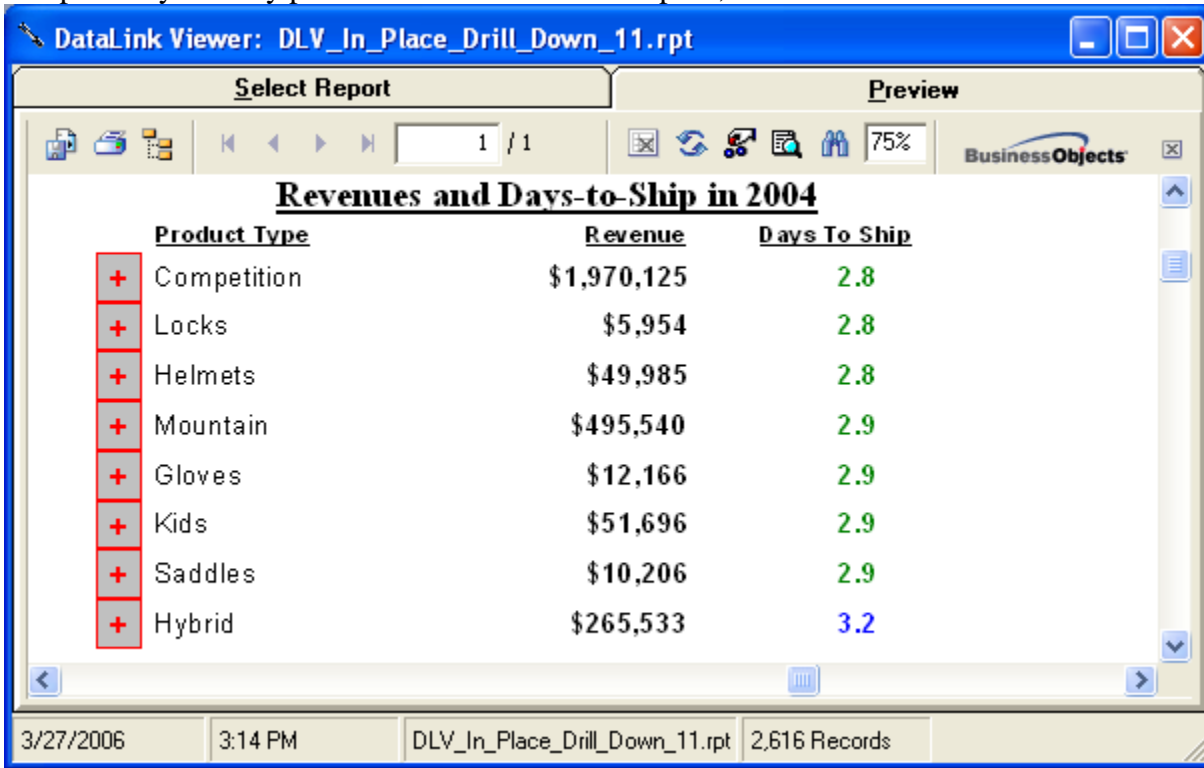 DataLink Viewer: DLV_In_Place_Drill_Down_11.rpt
Select Report Preview
1 / 1 75% BusinessObjects
Revenues and Days-to-Ship in 2004
Product Type Revenue Days To Ship
+ Competition $1,970,125 2.8
+ Locks $5,954 2.8
+ Helmets $49,985 2.8
+ Mountain $495,540 2.9
+ Gloves $12,166 2.9
+ Kids $51,696 2.9
+ Saddles $10,206 2.9
+ Hybrid $265,533 3.2
3/27/2006 3:14 PM DLV_In_Place_Drill_Down_11.rpt 2,616 Records